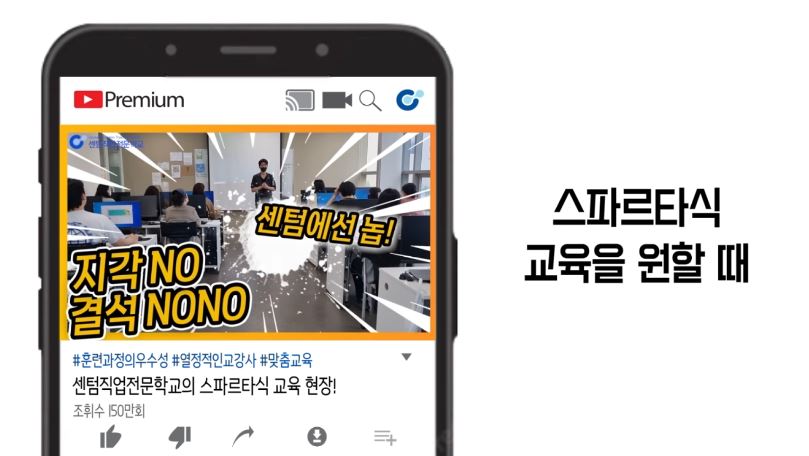 Premium
센텀직업전문학교
센텀에선 놉!
지각 NO
결석 NONO
#훈련과정의우수성 #열정적인교강사 #맞춤교육
센텀직업전문학교의 스파르타식 교육 현장!
조휘수 150만회
스파르타식
교육을 원할 때